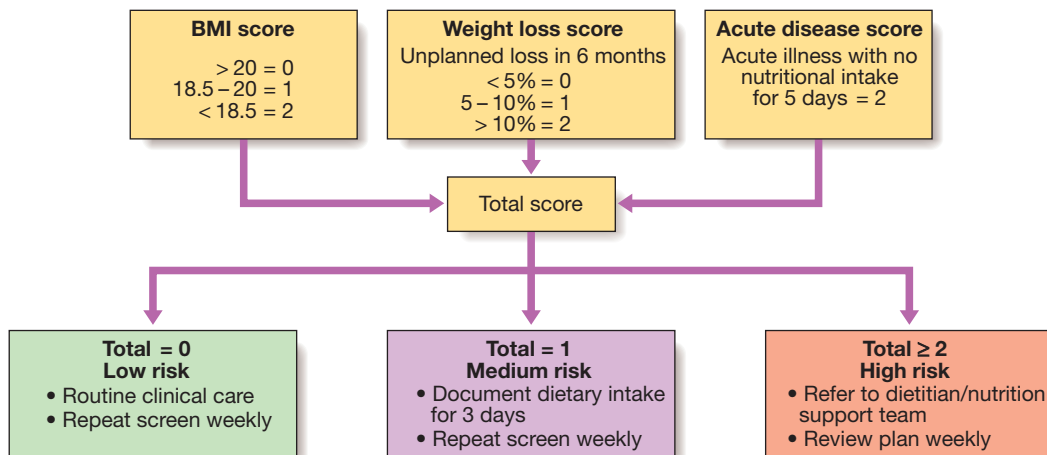 BMI score
> 20 = 0
18.5 – 20 = 1
< 18.5 = 2
Weight loss score
Unplanned loss in 6 months
< 5% = 0
5 – 10% = 1
> 10% = 2
Acute disease score
Acute illness with no
nutritional intake
for 5 days = 2
Total score
Total = 0
Low risk
• Routine clinical care
• Repeat screen weekly
Total = 1
Medium risk
• Document dietary intake
for 3 days
• Repeat screen weekly
Total ≥ 2
High risk
• Refer to dietitian/nutrition
support team
• Review plan weekly